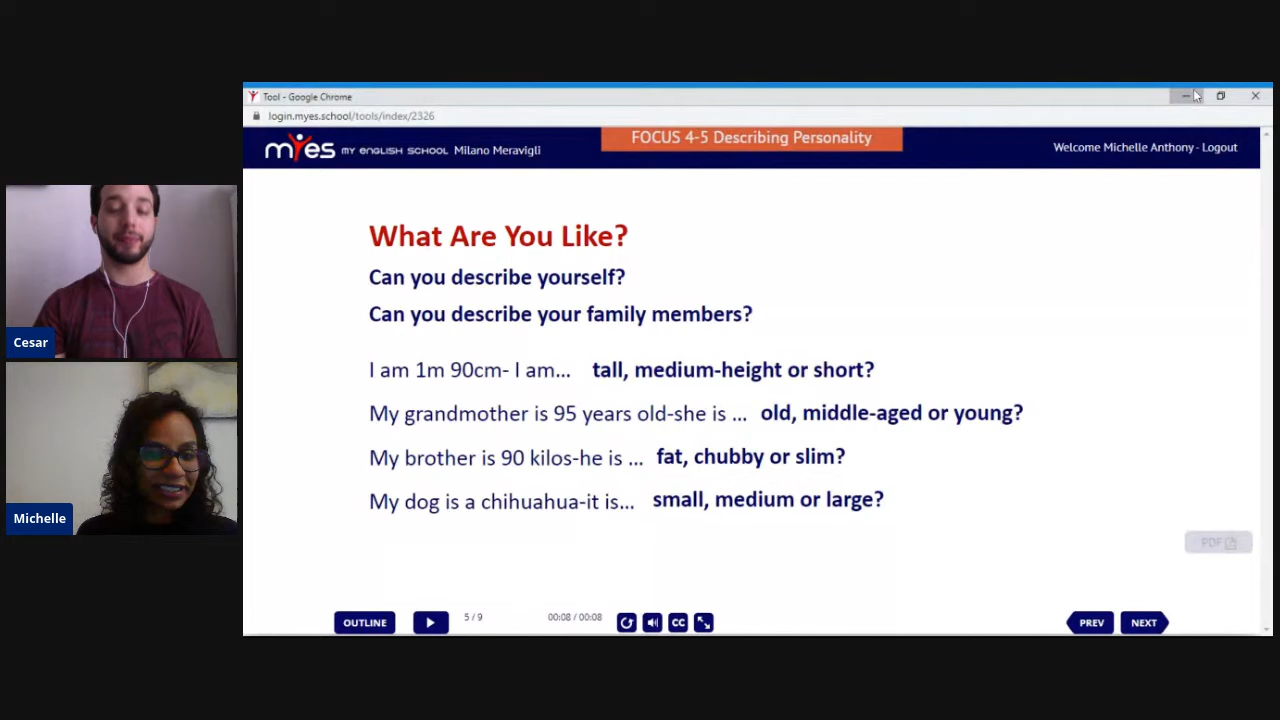 Tool - Google Chrome
login.myes.school/tools/index/2326
FOCUS 4-5 Describing Personality
mYes MY ENGLISH SCHOOL Milano Meravigli
Welcome Michelle Anthony - Logout
What Are You Like?
Can you describe yourself?
Can you describe your family members?
I am 1m 90cm- I am... tall, medium-height or short?
My grandmother is 95 years old-she is ... old, middle-aged or young?
My brother is 90 kilos-he is ... fat, chubby or slim?
My dog is a chihuahua-it is... small, medium or large?
PDF
OUTLINE
5 / 9
00:08 / 00:08
CC
PREV
NEXT
Cesar
Michelle